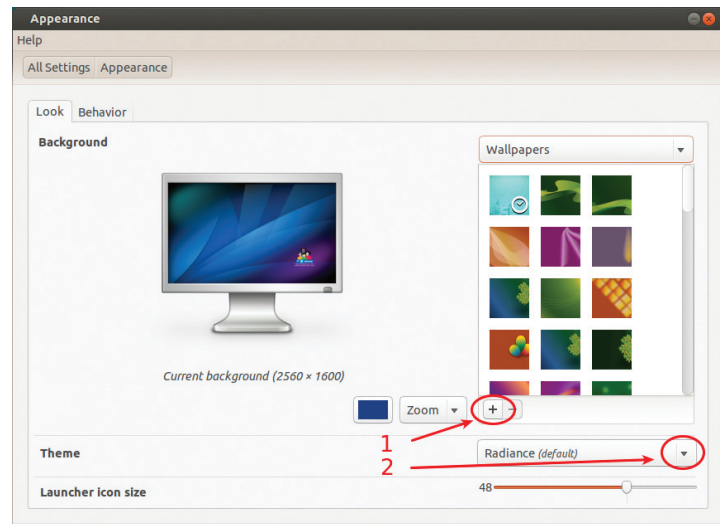 Appearance
Help
All Settings Appearance
Look Behavior
Background
Wallpapers
Current background (2560 × 1600)
Zoom
+ -
1
Theme
Radiance (default)
2
Launcher icon size
48